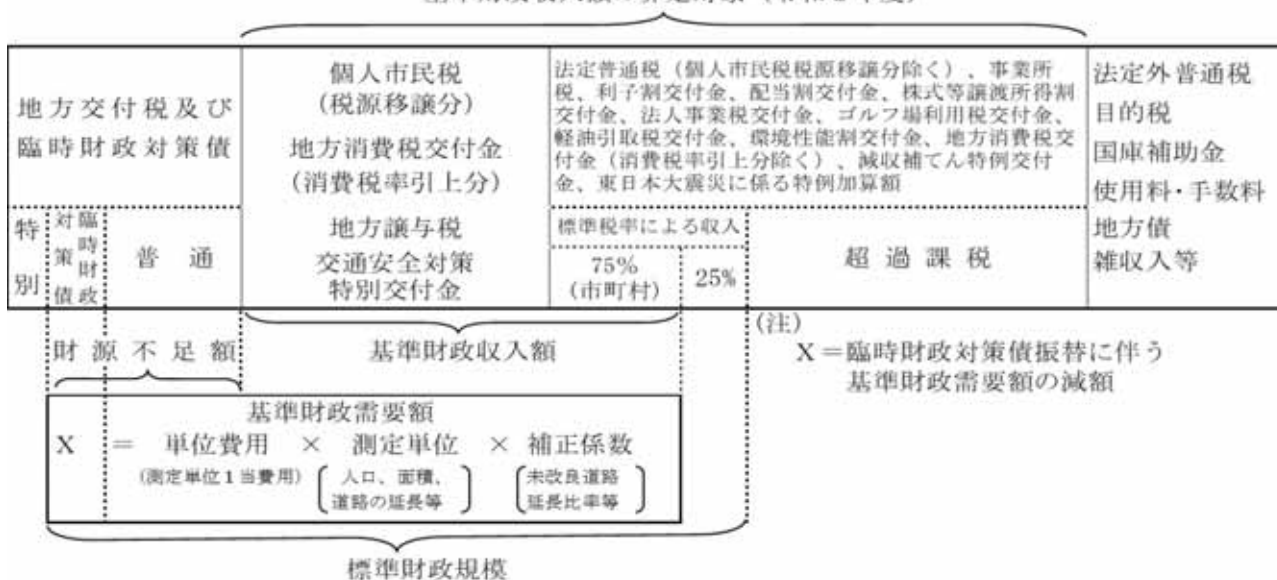 地方交付税及び
臨時財政対策債
特別
臨時財政
対策債
普 通
個人市民税
(税源移譲分)
地方消費税交付金
(消費税率引上分)
地方譲与税
交通安全対策
特別交付金
法定普通税（個人市民税税源移譲分除く）、事業所
税、利子割交付金、配当割交付金、株式等譲渡所得割
交付金、法人事業税交付金、ゴルフ場利用税交付金、
軽油引取税交付金、環境性能割交付金、地方消費税交
付金（消費税率引上分除く）、減収補てん特例交付
金、東日本大震災に係る特例加算額
標準税率による収入
75%
(市町村)
25%
超 過 課 税
法定外普通税
目的税
国庫補助金
使用料・手数料
地方債
雑収入等
財 源 不 足 額
基準財政収入額
(注)
X＝臨時財政対策債振替に伴う
基準財政需要額の減額
基準財政需要額
X ＝ 単位費用 × 測定単位 × 補正係数
(測定単位１当費用)
人口、面積、
道路の延長等
未改良道路
延長比率等
標準財政規模